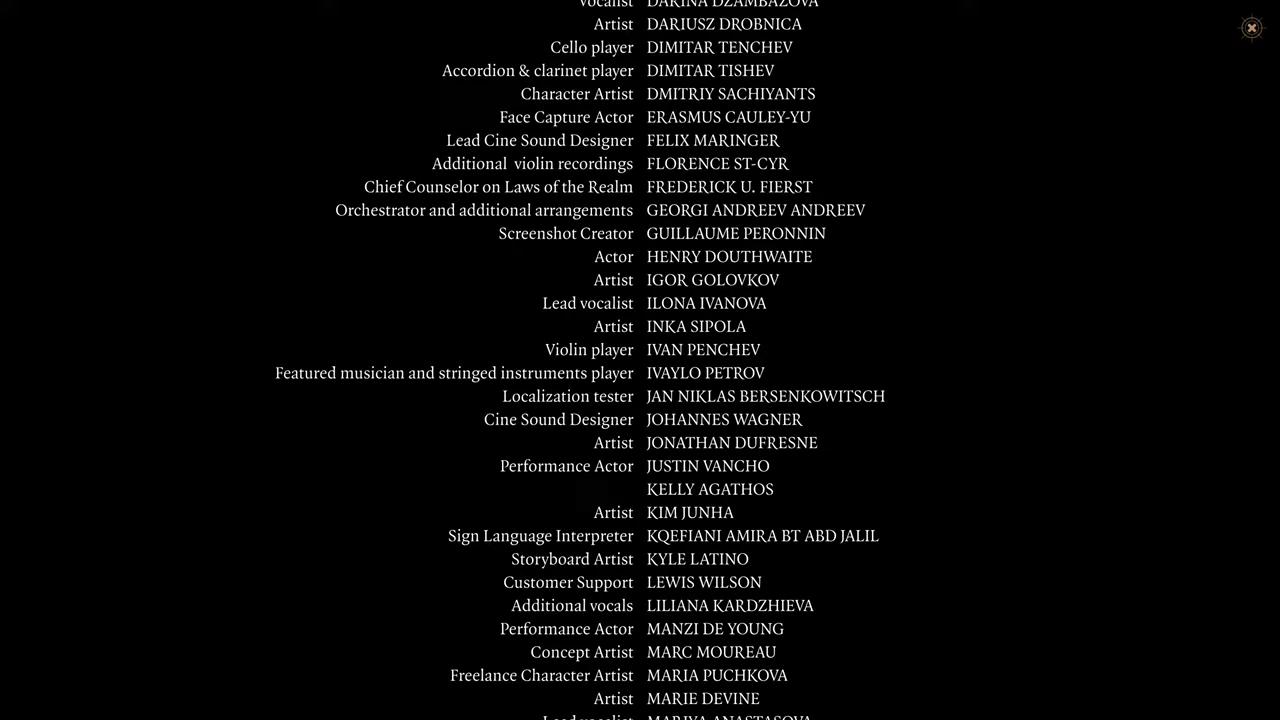 Vocalist DARINA DZAMBAZOVA
Artist DARIUSZ DROBNICA
Cello player DIMITAR TENCHEV
Accordion & clarinet player DIMITAR TISHEV
Character Artist DMITRIY SACHIYANTS
Face Capture Actor ERASMUS CAULEY-YU
Lead Cine Sound Designer FELIX MARINGER
Additional  violin recordings FLORENCE ST-CYR
Chief Counselor on Laws of the Realm FREDERICK U. FIERST
Orchestrator and additional arrangements GEORGI ANDREEV ANDREEV
Screenshot Creator GUILLAUME PERONNIN
Actor HENRY DOUTHWAITE
Artist IGOR GOLOVKOV
Lead vocalist ILONA IVANOVA
Artist INKA SIPOLA
Violin player IVAN PENCHEV
Featured musician and stringed instruments player IVAYLO PETROV
Localization tester JAN NIKLAS BERSENKOWITSCH
Cine Sound Designer JOHANNES WAGNER
Artist JONATHAN DUFRESNE
Performance Actor JUSTIN VANCHO
KELLY AGATHOS
Artist KIM JUNHA
Sign Language Interpreter KQEFIANI AMIRA BT ABD JALIL
Storyboard Artist KYLE LATINO
Customer Support LEWIS WILSON
Additional vocals LILIANA KARDZHIEVA
Performance Actor MANZI DE YOUNG
Concept Artist MARC MOUREAU
Freelance Character Artist MARIA PUCHKOVA
Artist MARIE DEVINE
Lead vocalist MARIYA ANASTASOVA